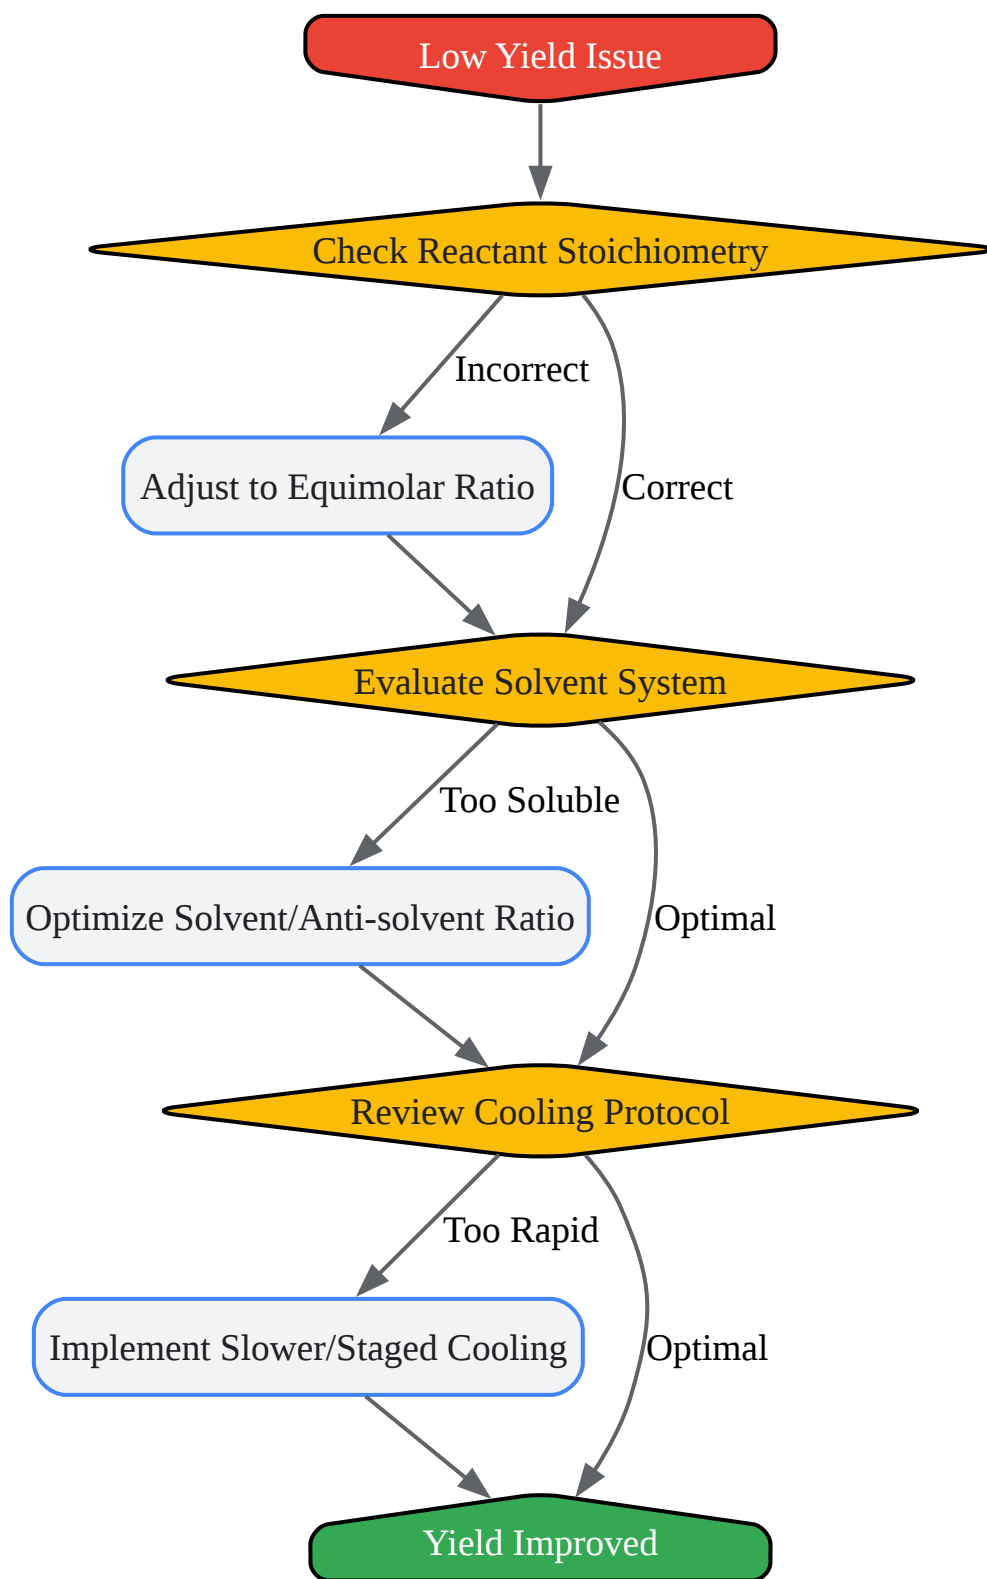 Low Yield Issue
Check Reactant Stoichiometry
Incorrect
Adjust to Equimolar Ratio
Correct
Evaluate Solvent System
Too Soluble
Optimize Solvent/Anti-solvent Ratio
Optimal
Review Cooling Protocol
Too Rapid
Implement Slower/Staged Cooling
Optimal
Yield Improved